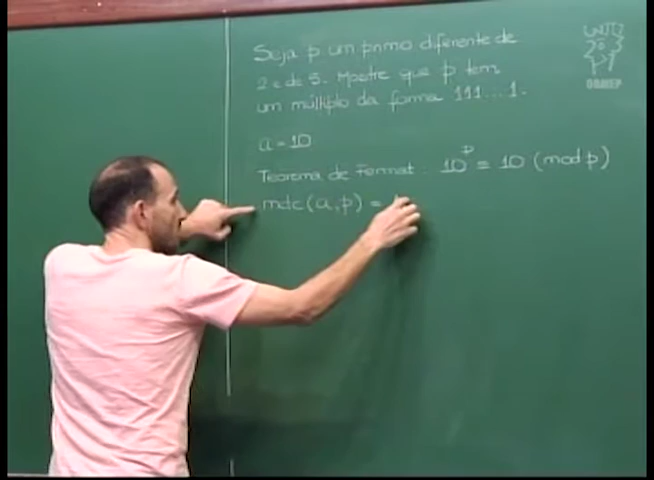 Seja p um primo diferente de
2 e de 5. Mostre que p tem
um múltiplo da forma 111...1.
a = 10
Teorema de Fermat: 10^p ≡ 10 (mod p)
mdc(a, p) =
OBMEP